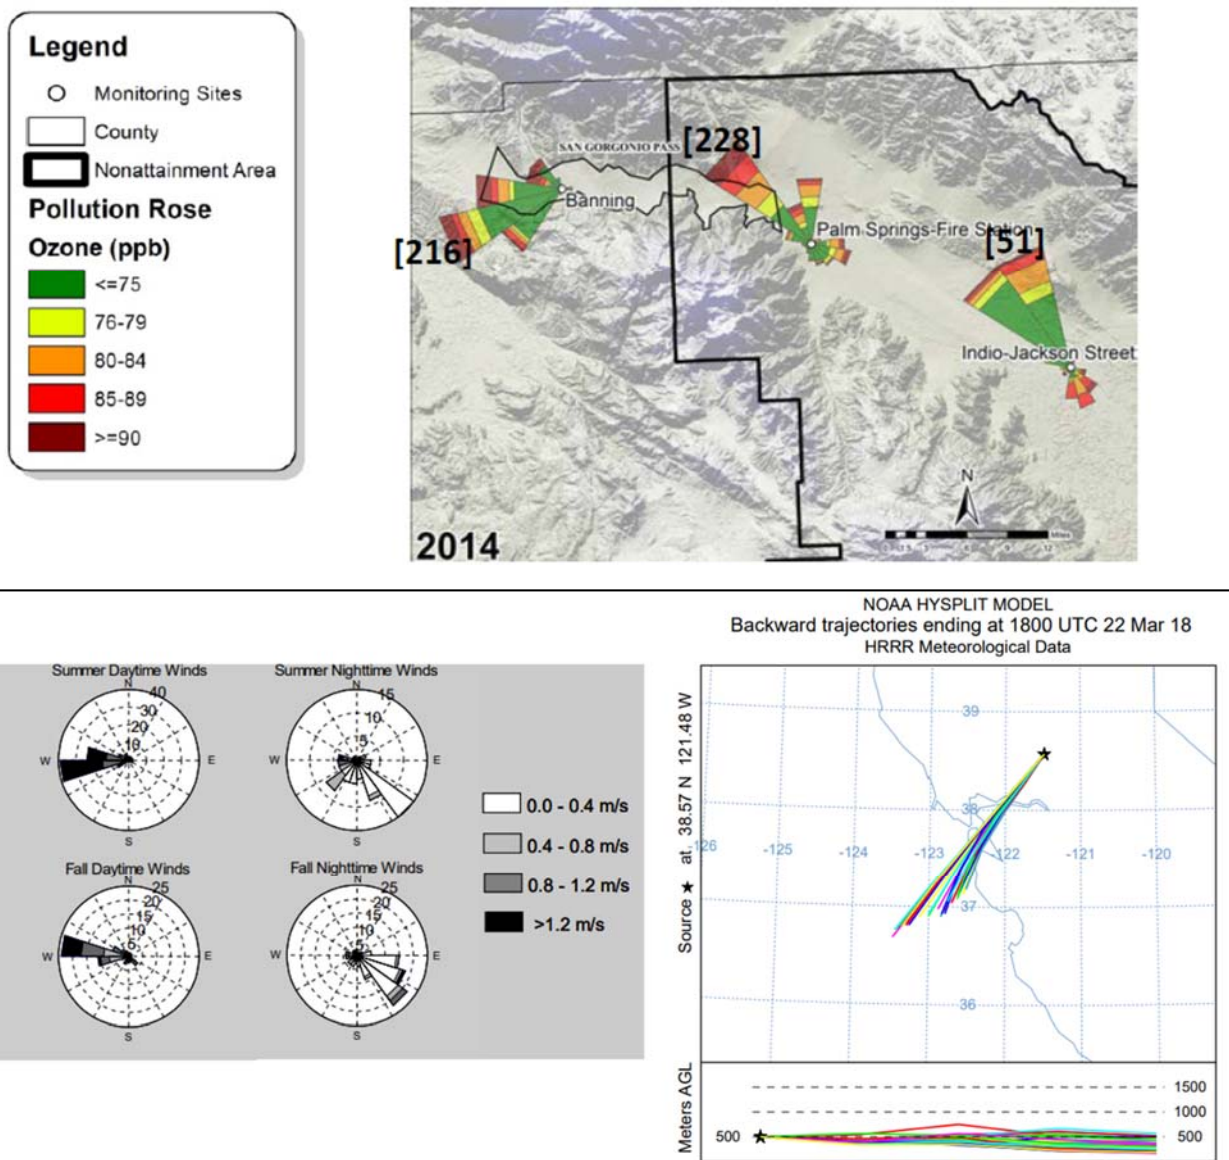 Legend
Monitoring Sites
County
Nonattainment Area
Pollution Rose
Ozone (ppb)
<=75
76-79
80-84
85-89
>=90
[228]
SAN GORGONIO PASS
Banning
[216]
Palm Springs-Fire Station
[51]
Indio-Jackson Street
N
Miles
12
2014
NOAA HYSPLIT MODEL
Backward trajectories ending at 1800 UTC 22 Mar 18
HRRR Meteorological Data
Summer Daytime Winds
N
40
30
20
10
W
E
S
Summer Nighttime Winds
N
15
10
5
W
E
S
Fall Daytime Winds
N
25
20
15
10
5
W
E
S
Fall Nighttime Winds
N
25
20
15
10
5
W
E
S
0.0 - 0.4 m/s
0.4 - 0.8 m/s
0.8 - 1.2 m/s
>1.2 m/s
Source ★ at 38.57 N 121.48 W
39
38
-126
-125
-124
-123
-122
-121
-120
37
36
Meters AGL
1500
1000
500
500